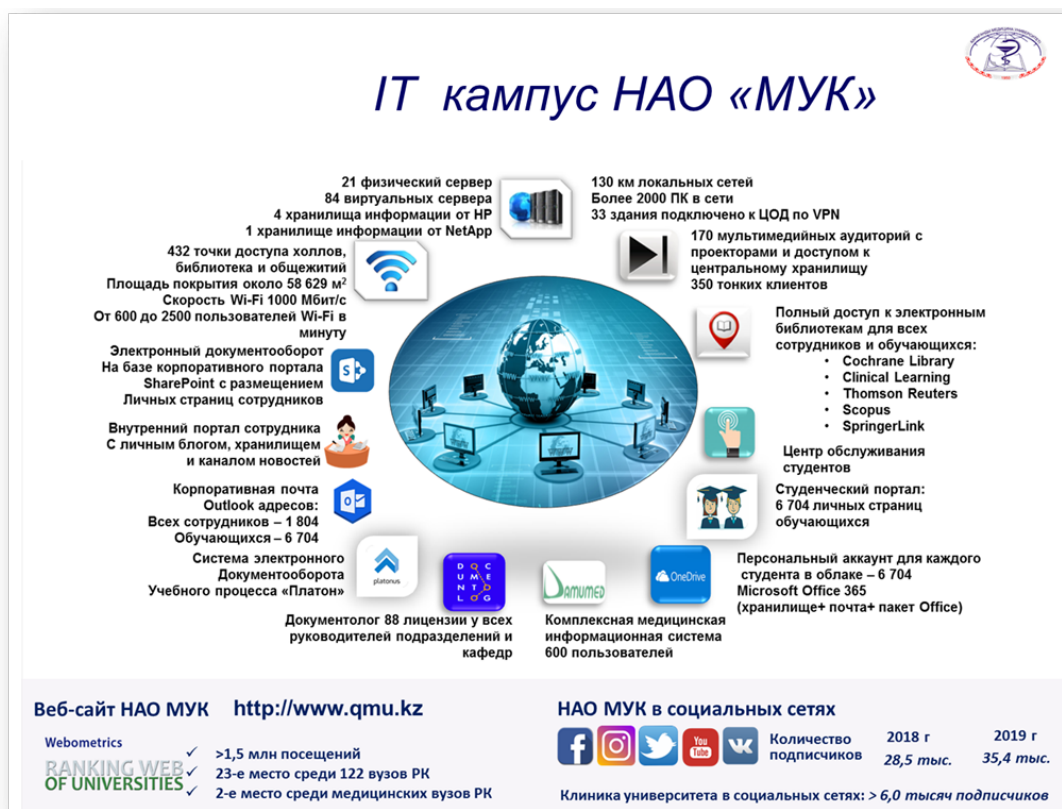 IT кампус НАО «МУК»
21 физический сервер
84 виртуальных сервера
4 хранилища информации от HP
1 хранилище информации от NetApp
130 км локальных сетей
Более 2000 ПК в сети
33 здания подключено к ЦОД по VPN
432 точки доступа холлов,
библиотека и общежитий
Площадь покрытия около 58 629 м²
Скорость Wi-Fi 1000 Мбит/с
От 600 до 2500 пользователей Wi-Fi в
минуту
170 мультимедийных аудиторий с
проекторами и доступом к
центральному хранилищу
350 тонких клиентов
Электронный документооборот
На базе корпоративного портала
SharePoint с размещением
Личных страниц сотрудников
Полный доступ к электронным
библиотекам для всех
сотрудников и обучающихся:
• Cochrane Library
• Clinical Learning
• Thomson Reuters
• Scopus
• SpringerLink
Внутренний портал сотрудника
С личным блогом, хранилищем
и каналом новостей
Центр обслуживания
студентов
Корпоративная почта
Outlook адресов:
Всех сотрудников – 1 804
Обучающихся – 6 704
Студенческий портал:
6 704 личных страниц
обучающихся
Система электронного
Документооборота
Учебного процесса «Платон»
platonus
DOC
UME
NTO
LOG
DAMUMED
OneDrive
Персональный аккаунт для каждого
студента в облаке – 6 704
Microsoft Office 365
(хранилище+ почта+ пакет Office)
Документолог 88 лицензии у всех
руководителей подразделений и
кафедр
Комплексная медицинская
информационная система
600 пользователей
Веб-сайт НАО МУК http://www.qmu.kz
Webometrics
RANKING WEB
OF UNIVERSITIES
✓ >1,5 млн посещений
✓ 23-е место среди 122 вузов РК
✓ 2-е место среди медицинских вузов РК
НАО МУК в социальных сетях
You
Tube
Количество
подписчиков
2018 г 2019 г
28,5 тыс. 35,4 тыс.
Клиника университета в социальных сетях: > 6,0 тысяч подписчиков